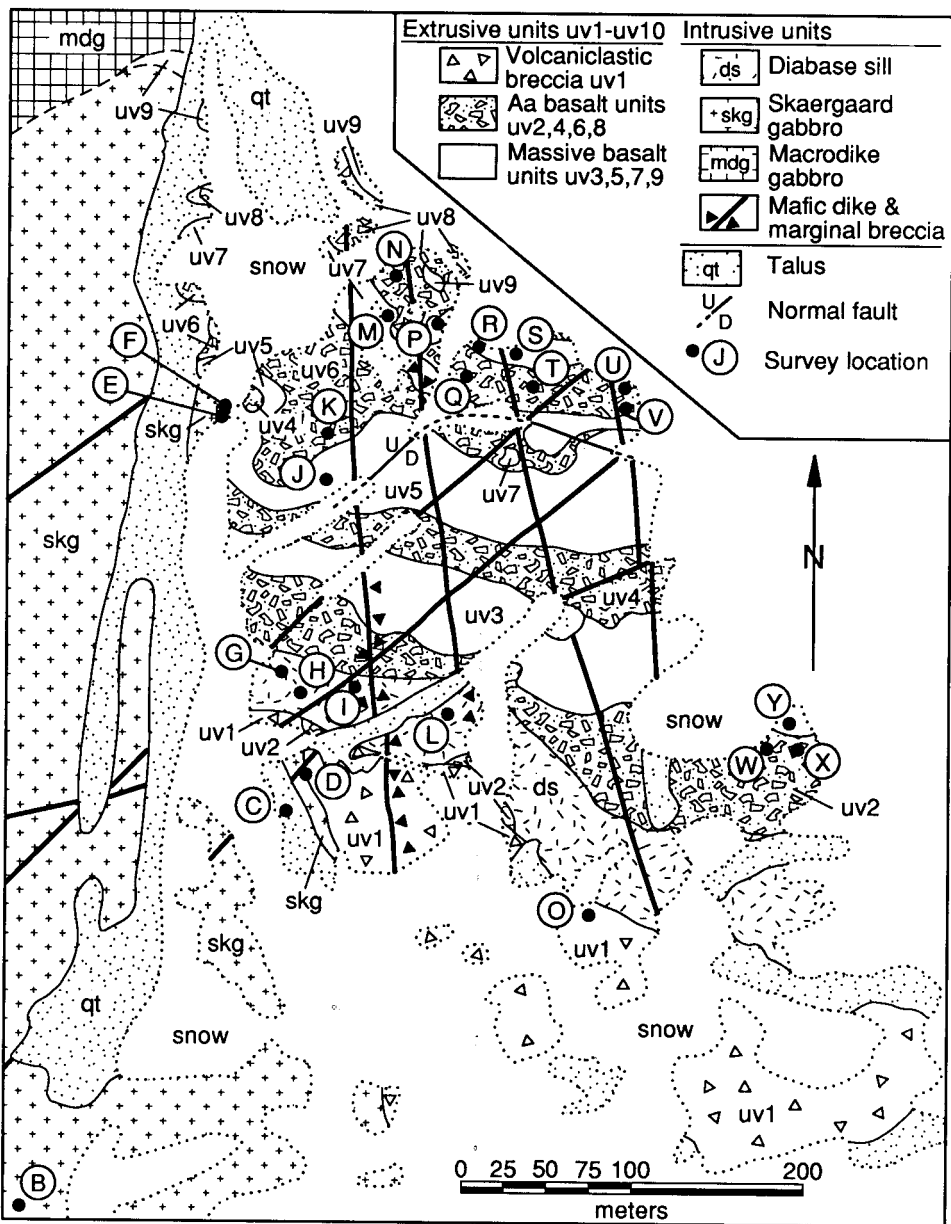 Extrusive units uv1-uv10
Volcaniclastic
breccia uv1
Aa basalt units
uv2,4,6,8
Massive basalt
units uv3,5,7,9
Intrusive units
ds
Diabase sill
+skg
Skaergaard
gabbro
mdg
Macrodike
gabbro
Mafic dike &
marginal breccia
qt
Talus
U
D
Normal fault
J
Survey location
mdg
qt
uv9
uv9
uv8
uv8
uv7
snow
uv7
N
uv9
uv6
M
P
R
S
F
uv5
uv6
T
U
E
K
Q
V
skg
uv4
U
D
J
uv5
uv7
N
skg
uv3
uv4
G
H
uv1
I
snow
Y
uv2
L
W
X
D
uv2
ds
uv2
C
uv1
uv1
skg
O
uv1
skg
qt
snow
snow
uv1
B
0 25 50 75 100 200
meters